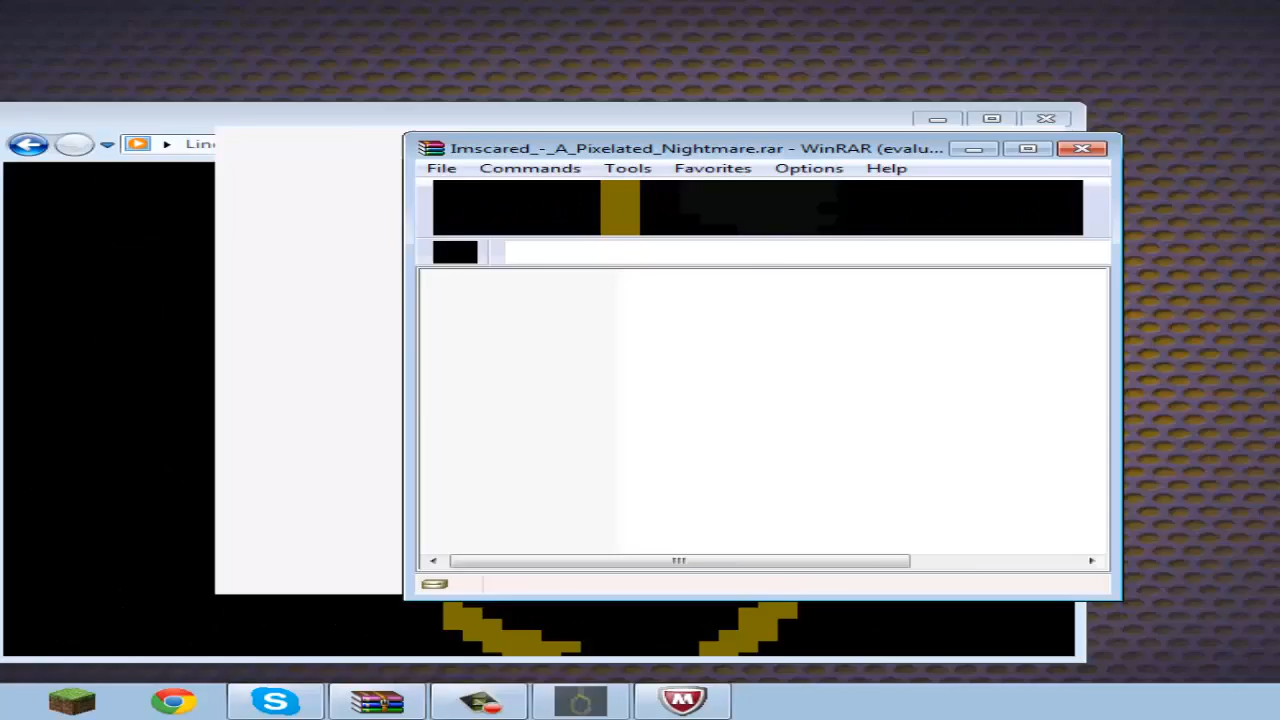 Imscared_-_A_Pixelated_Nightmare.rar - WinRAR (evalu...
File Commands Tools Favorites Options Help